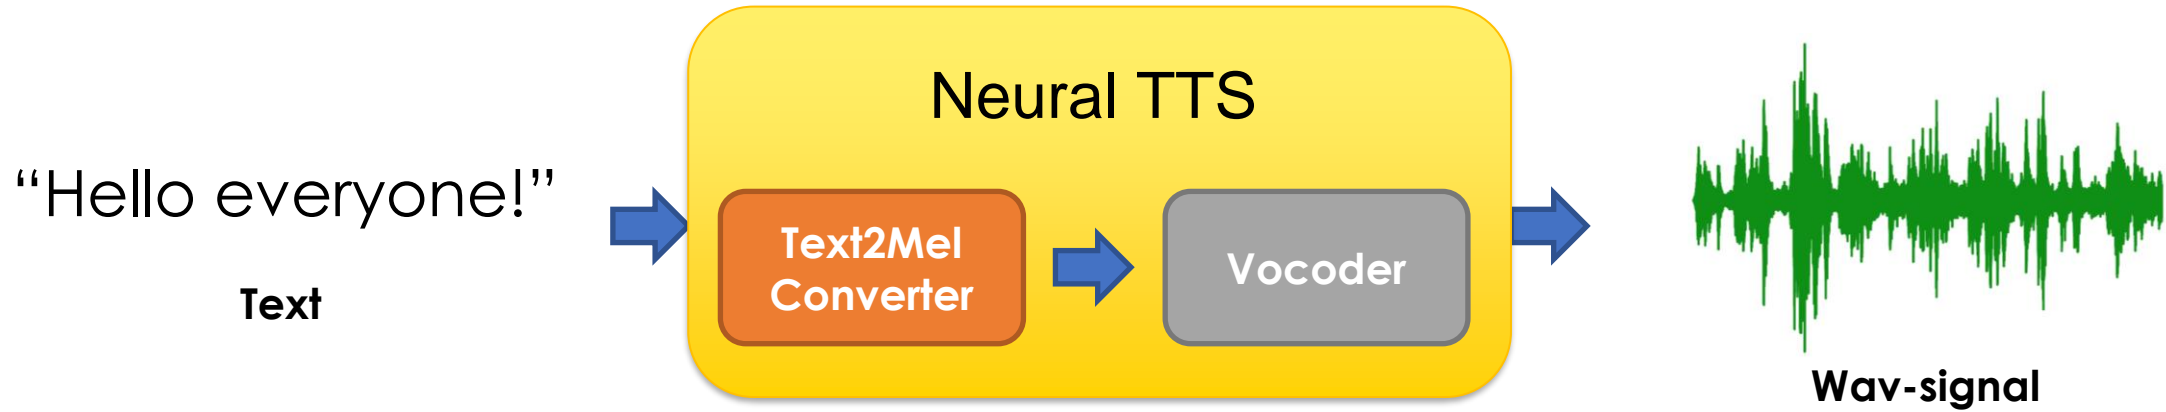 “Hello everyone!”
Text
Neural TTS
Text2Mel
Converter
Vocoder
Wav-signal